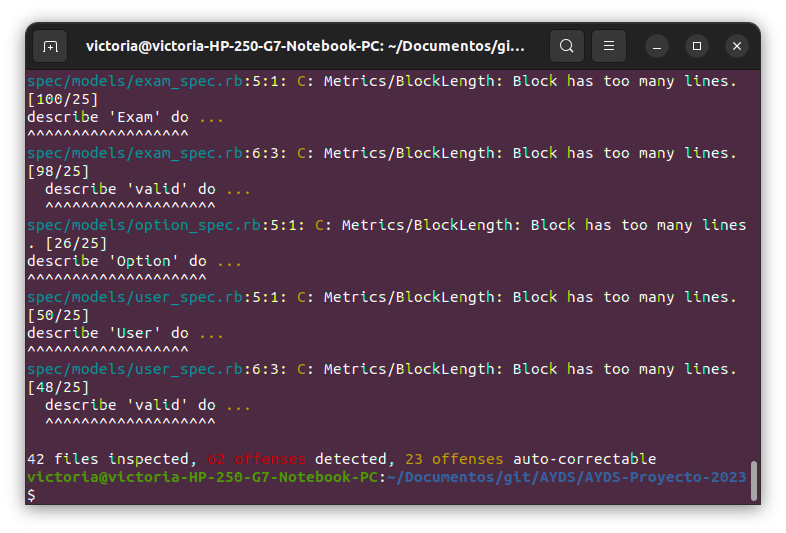 victoria@victoria-HP-250-G7-Notebook-PC: ~/Documentos/gi...
spec/models/exam_spec.rb:5:1: C: Metrics/BlockLength: Block has too many lines.
[100/25]
describe 'Exam' do ...
^^^^^^^^^^^^^^^^^^
spec/models/exam_spec.rb:6:3: C: Metrics/BlockLength: Block has too many lines.
[98/25]
  describe 'valid' do ...
  ^^^^^^^^^^^^^^^^^^^
spec/models/option_spec.rb:5:1: C: Metrics/BlockLength: Block has too many lines
. [26/25]
describe 'Option' do ...
^^^^^^^^^^^^^^^^^^^^
spec/models/user_spec.rb:5:1: C: Metrics/BlockLength: Block has too many lines.
[50/25]
describe 'User' do ...
^^^^^^^^^^^^^^^^^^
spec/models/user_spec.rb:6:3: C: Metrics/BlockLength: Block has too many lines.
[48/25]
  describe 'valid' do ...
  ^^^^^^^^^^^^^^^^^^^
42 files inspected, 62 offenses detected, 23 offenses auto-correctable
victoria@victoria-HP-250-G7-Notebook-PC:~/Documentos/git/AYDS/AYDS-Proyecto-2023
$